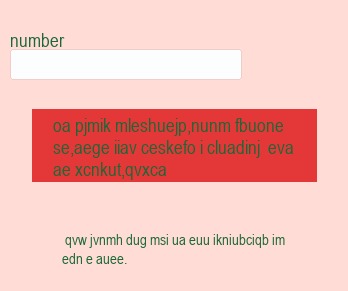 number
oa pjmik mleshuejp,nunm fbuone
se,aege iiav ceskefo i cluadinj eva
ae xcnkut,qvxca
qvw jvnmh dug msi ua euu ikniubciqb im
edn e auee.